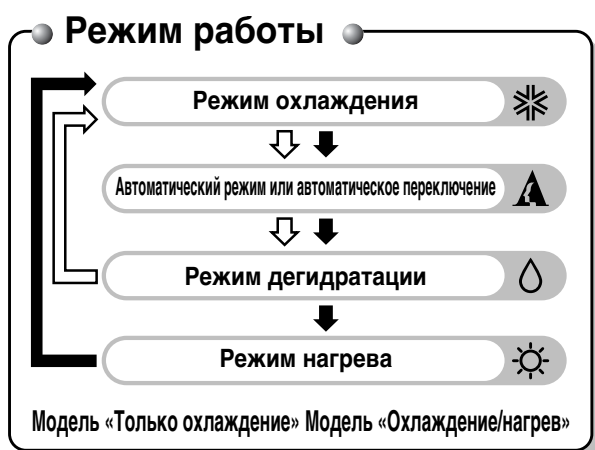 Режим работы
Режим охлаждения
Автоматический режим или автоматическое переключение
Режим дегидратации
Режим нагрева
Модель «Только охлаждение» Модель «Охлаждение/нагрев»